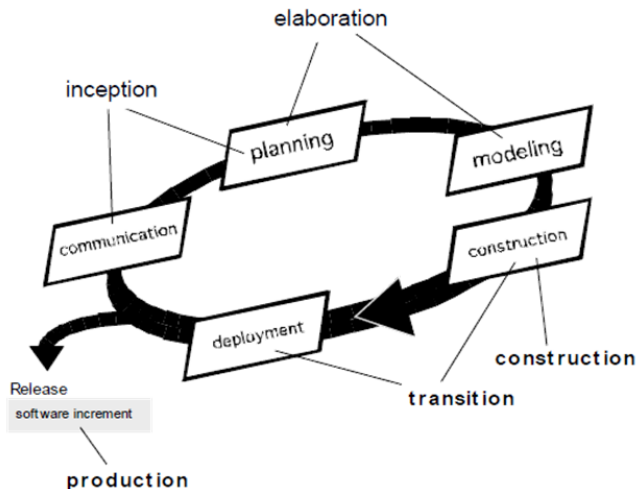 elaboration
inception
planning
modeling
communication
construction
deployment
construction
Release
transition
software increment
production